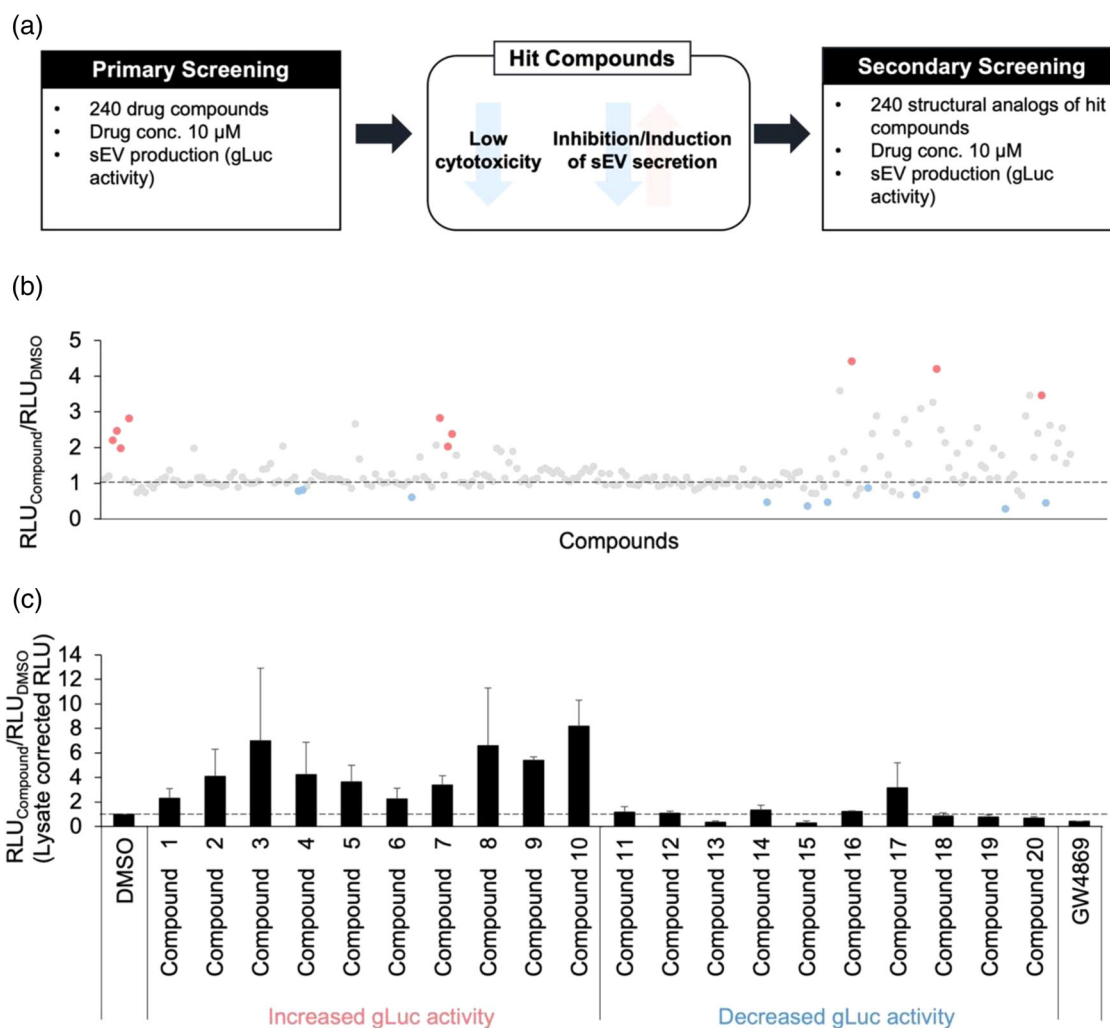 (a)
Primary Screening
• 240 drug compounds
• Drug conc. 10 µM
• sEV production (gLuc
activity)
Hit Compounds
Low
cytotoxicity
Inhibition/Induction
of sEV secretion
Secondary Screening
• 240 structural analogs of hit
compounds
• Drug conc. 10 µM
• sEV production (gLuc
activity)
(b)
RLUCompound/RLUDMSO
5
4
3
2
1
0
Compounds
(c)
RLUCompound/RLUDMSO
(Lysate corrected RLU)
14
12
10
8
6
4
2
0
DMSO
Compound 1
Compound 2
Compound 3
Compound 4
Compound 5
Compound 6
Compound 7
Compound 8
Compound 9
Compound 10
Compound 11
Compound 12
Compound 13
Compound 14
Compound 15
Compound 16
Compound 17
Compound 18
Compound 19
Compound 20
GW4869
Increased gLuc activity
Decreased gLuc activity